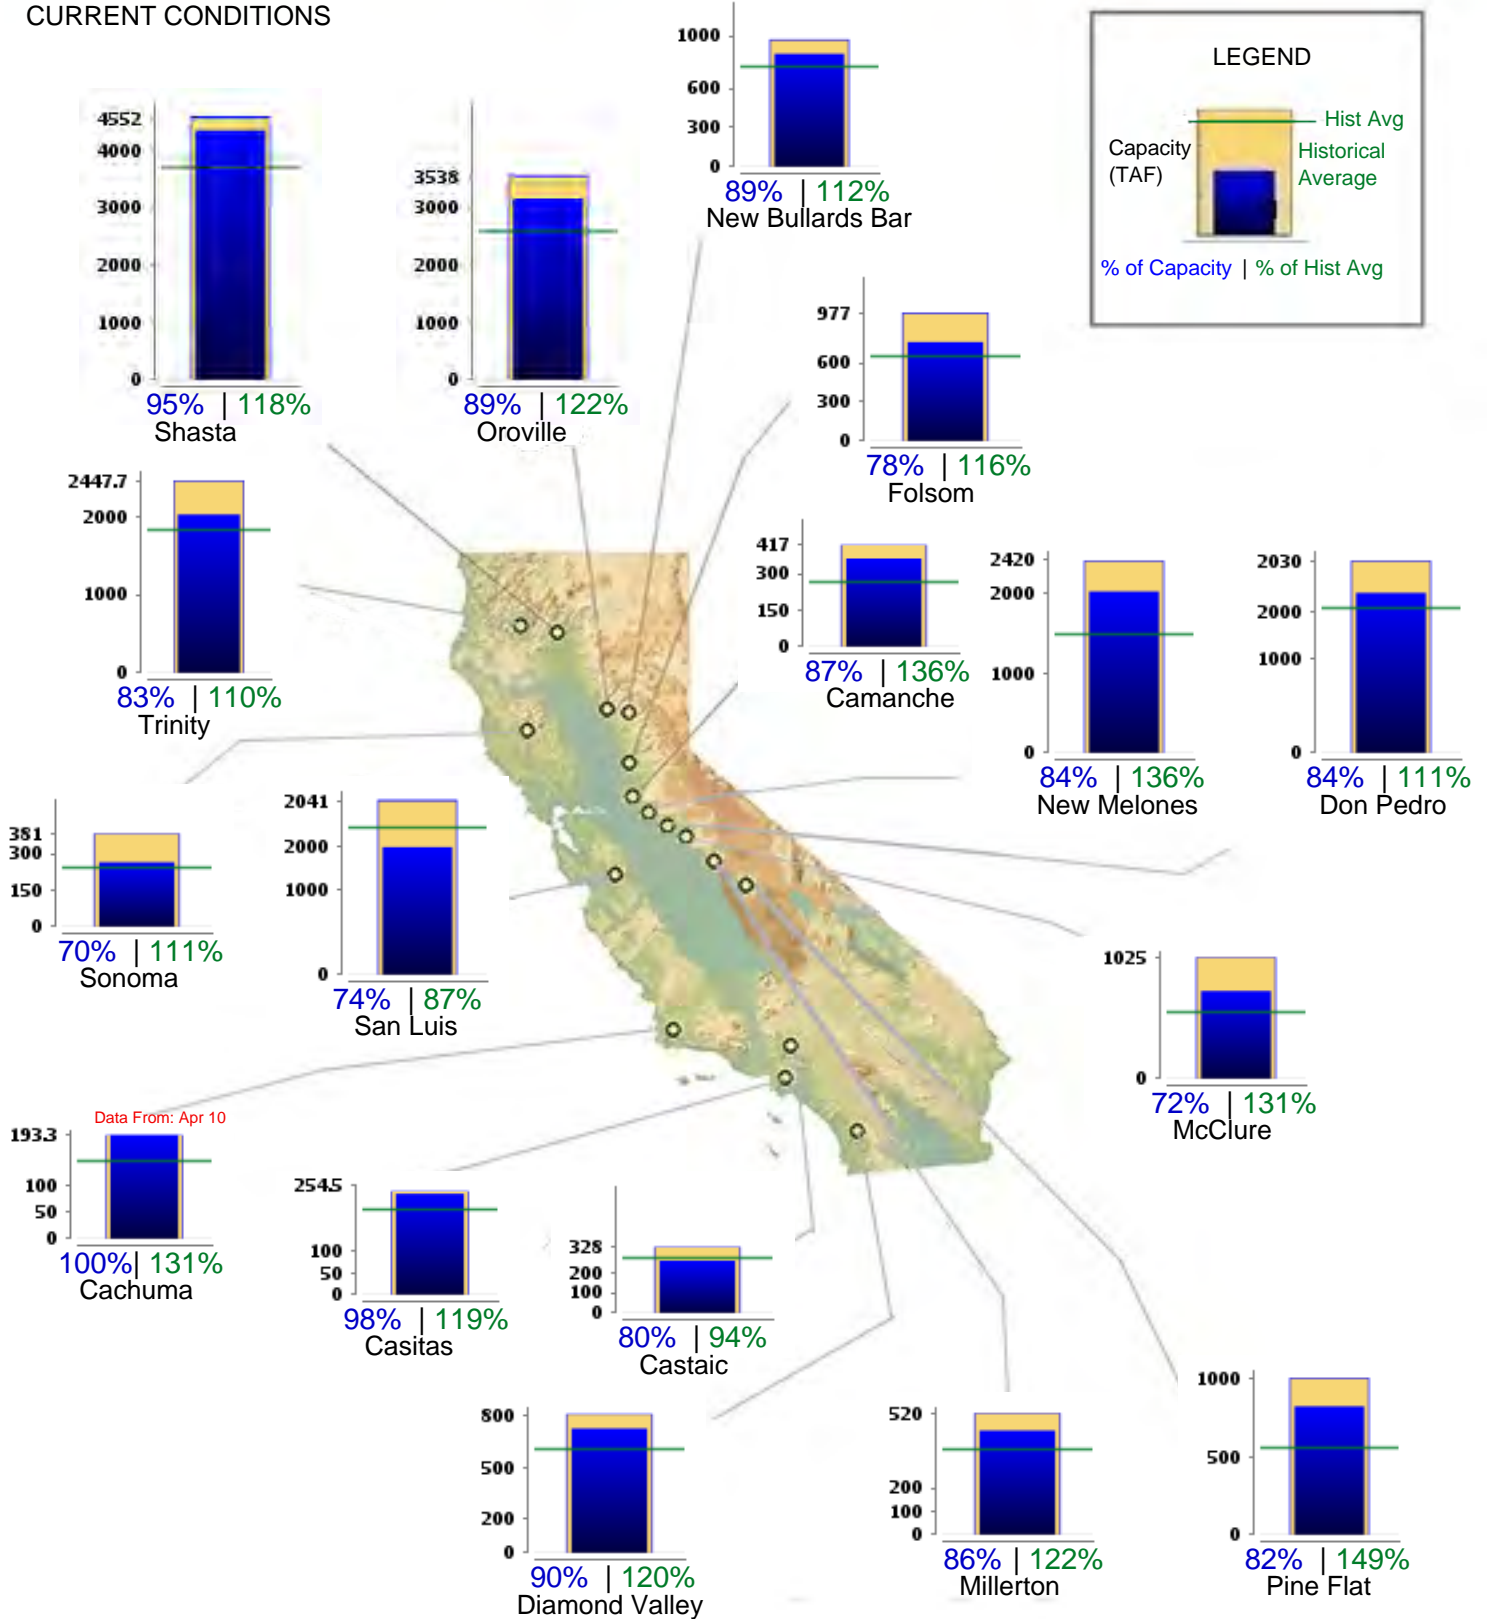 CURRENT CONDITIONS
1000
600
300
0
89% | 112%
New Bullards Bar
LEGEND
Hist Avg
Capacity
(TAF)
Historical
Average
% of Capacity | % of Hist Avg
4552
4000
3000
2000
1000
0
95% | 118%
Shasta
3538
3000
2000
1000
0
89% | 122%
Oroville
977
600
300
0
78% | 116%
Folsom
2447.7
2000
1000
0
83% | 110%
Trinity
417
300
150
0
87% | 136%
Camanche
2420
2000
1000
0
84% | 136%
New Melones
2030
2000
1000
0
84% | 111%
Don Pedro
381
300
150
0
70% | 111%
Sonoma
2041
2000
1000
0
74% | 87%
San Luis
1025
0
72% | 131%
McClure
Data From: Apr 10
193.3
100
50
0
100% | 131%
Cachuma
254.5
100
50
0
98% | 119%
Casitas
328
200
100
0
80% | 94%
Castaic
800
500
200
0
90% | 120%
Diamond Valley
520
200
100
0
86% | 122%
Millerton
1000
500
0
82% | 149%
Pine Flat